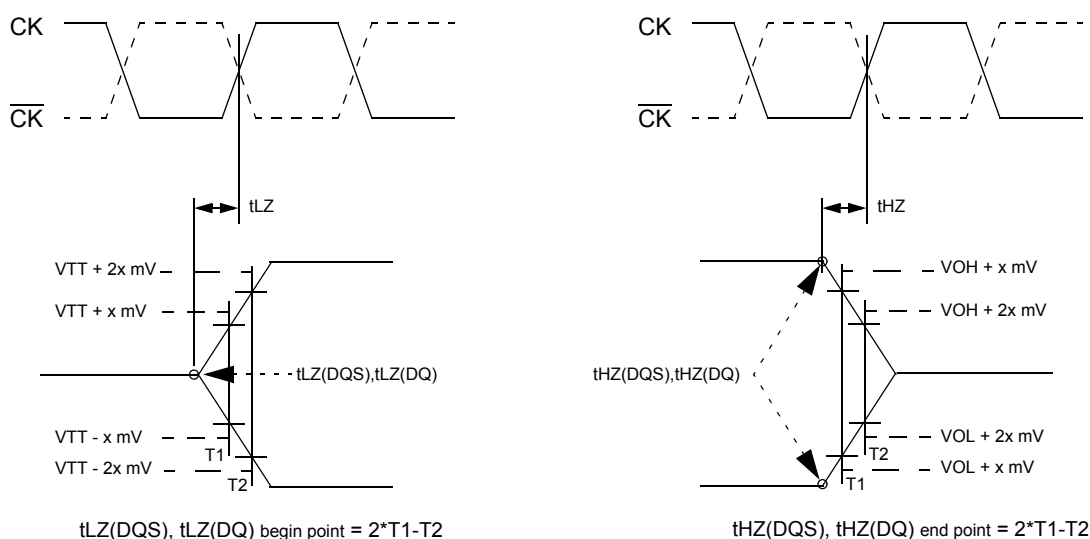 CK
CK
tLZ
VTT + 2x mV
VTT + x mV
tLZ(DQS),tLZ(DQ)
VTT - x mV
T1
VTT - 2x mV
T2
tLZ(DQS), tLZ(DQ) begin point = 2*T1-T2
CK
CK
tHZ
VOH + x mV
VOH + 2x mV
tHZ(DQS),tHZ(DQ)
VOL + 2x mV
T2
VOL + x mV
T1
tHZ(DQS), tHZ(DQ) end point = 2*T1-T2